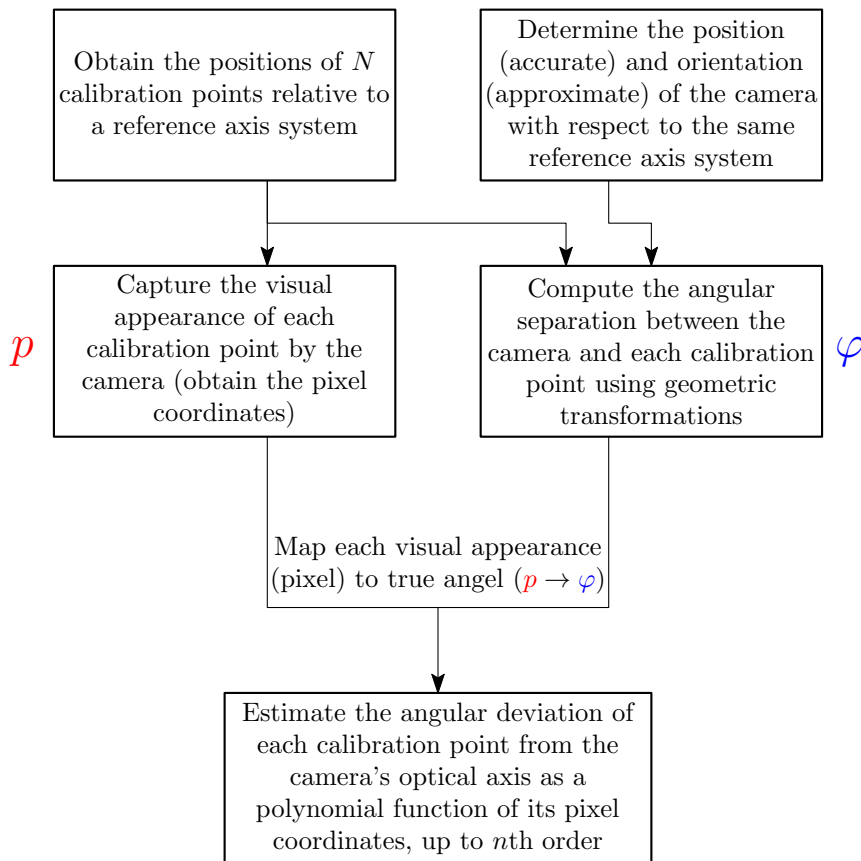 Obtain the positions of N
calibration points relative to
a reference axis system
Determine the position
(accurate) and orientation
(approximate) of the camera
with respect to the same
reference axis system
p
Capture the visual
appearance of each
calibration point by the
camera (obtain the pixel
coordinates)
Compute the angular
separation between the
camera and each calibration
point using geometric
transformations
φ
Map each visual appearance
(pixel) to true angel (p → φ)
Estimate the angular deviation of
each calibration point from the
camera's optical axis as a
polynomial function of its pixel
coordinates, up to nth order